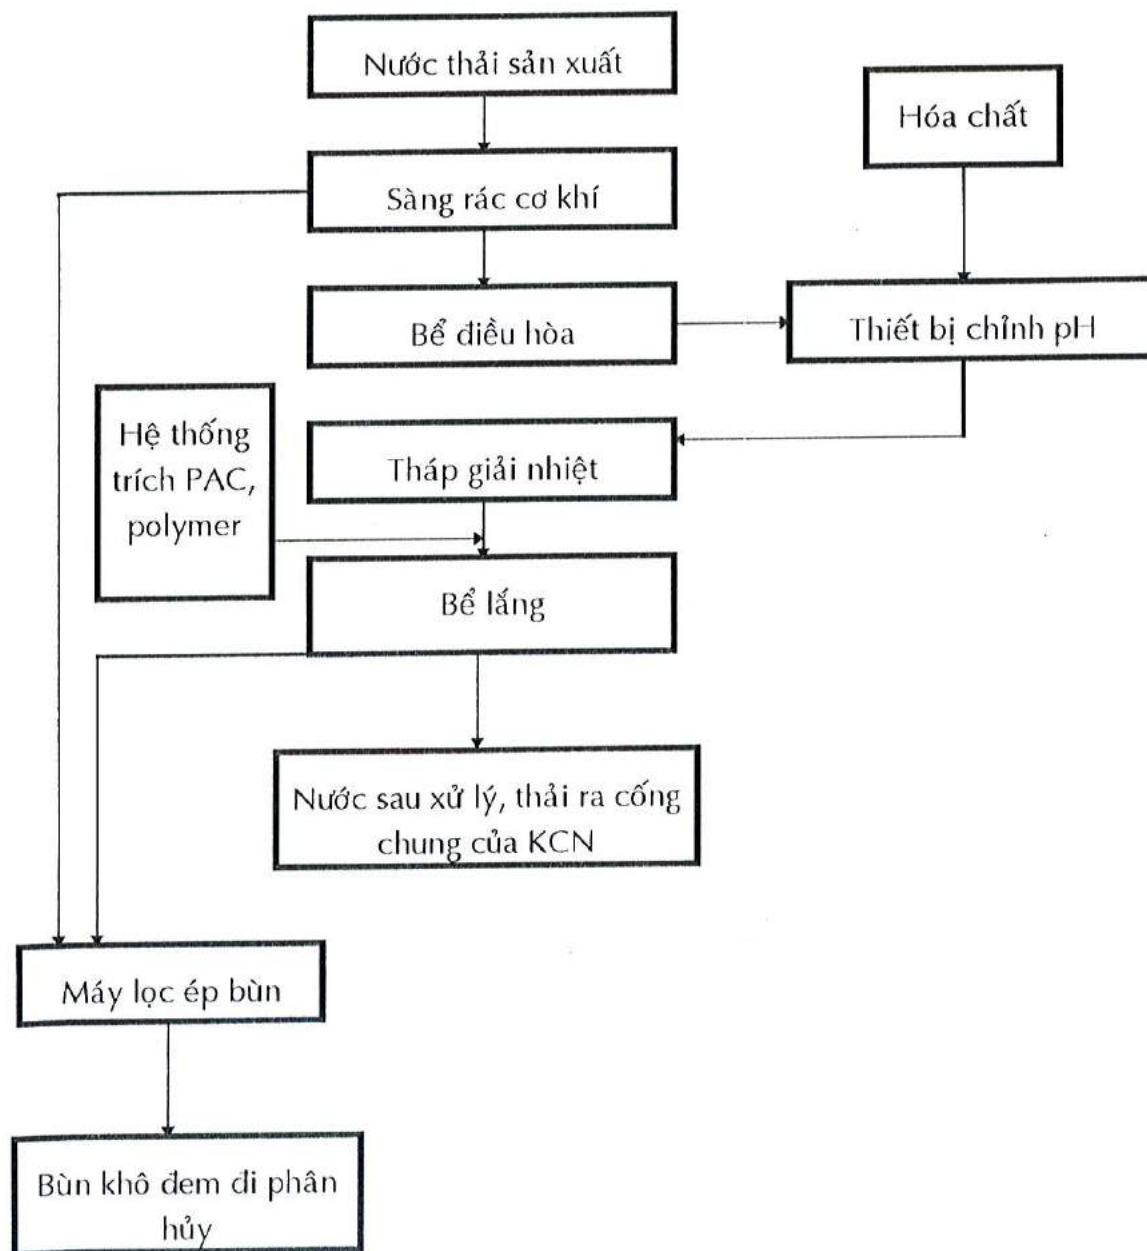 Nước thải sản xuất
Hóa chất
Sàng rác cơ khí
Bể điều hòa
Thiết bị chỉnh pH
Hệ thống
trích PAC,
polymer
Tháp giải nhiệt
Bể lắng
Nước sau xử lý, thải ra cống
chung của KCN
Máy lọc ép bùn
Bùn khô đem đi phân
hủy